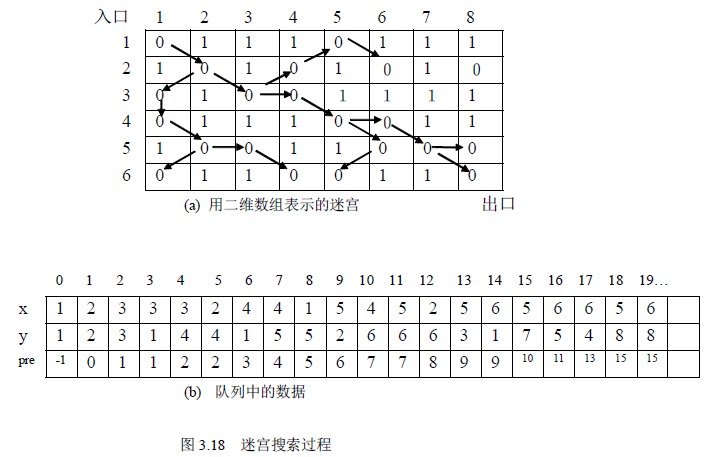 入口 1 2 3 4 5 6 7 8
1 0 1 1 1 0 1 1 1
2 1 0 1 0 1 0 1 0
3 0 1 0 0 1 1 1 1
4 0 1 1 1 0 0 1 1
5 1 0 0 1 1 0 0 0
6 0 1 1 0 0 1 1 0
(a) 用二维数组表示的迷宫 出口
0 1 2 3 4 5 6 7 8 9 10 11 12 13 14 15 16 17 18 19…
x 1 2 3 3 3 2 4 4 1 5 4 5 2 5 6 5 6 6 5 6
y 1 2 3 1 4 4 1 5 5 2 6 6 6 3 1 7 5 4 8 8
pre -1 0 1 1 2 2 3 4 5 6 7 7 8 9 9 10 11 13 15 15
(b) 队列中的数据
图 3.18 迷宫搜索过程